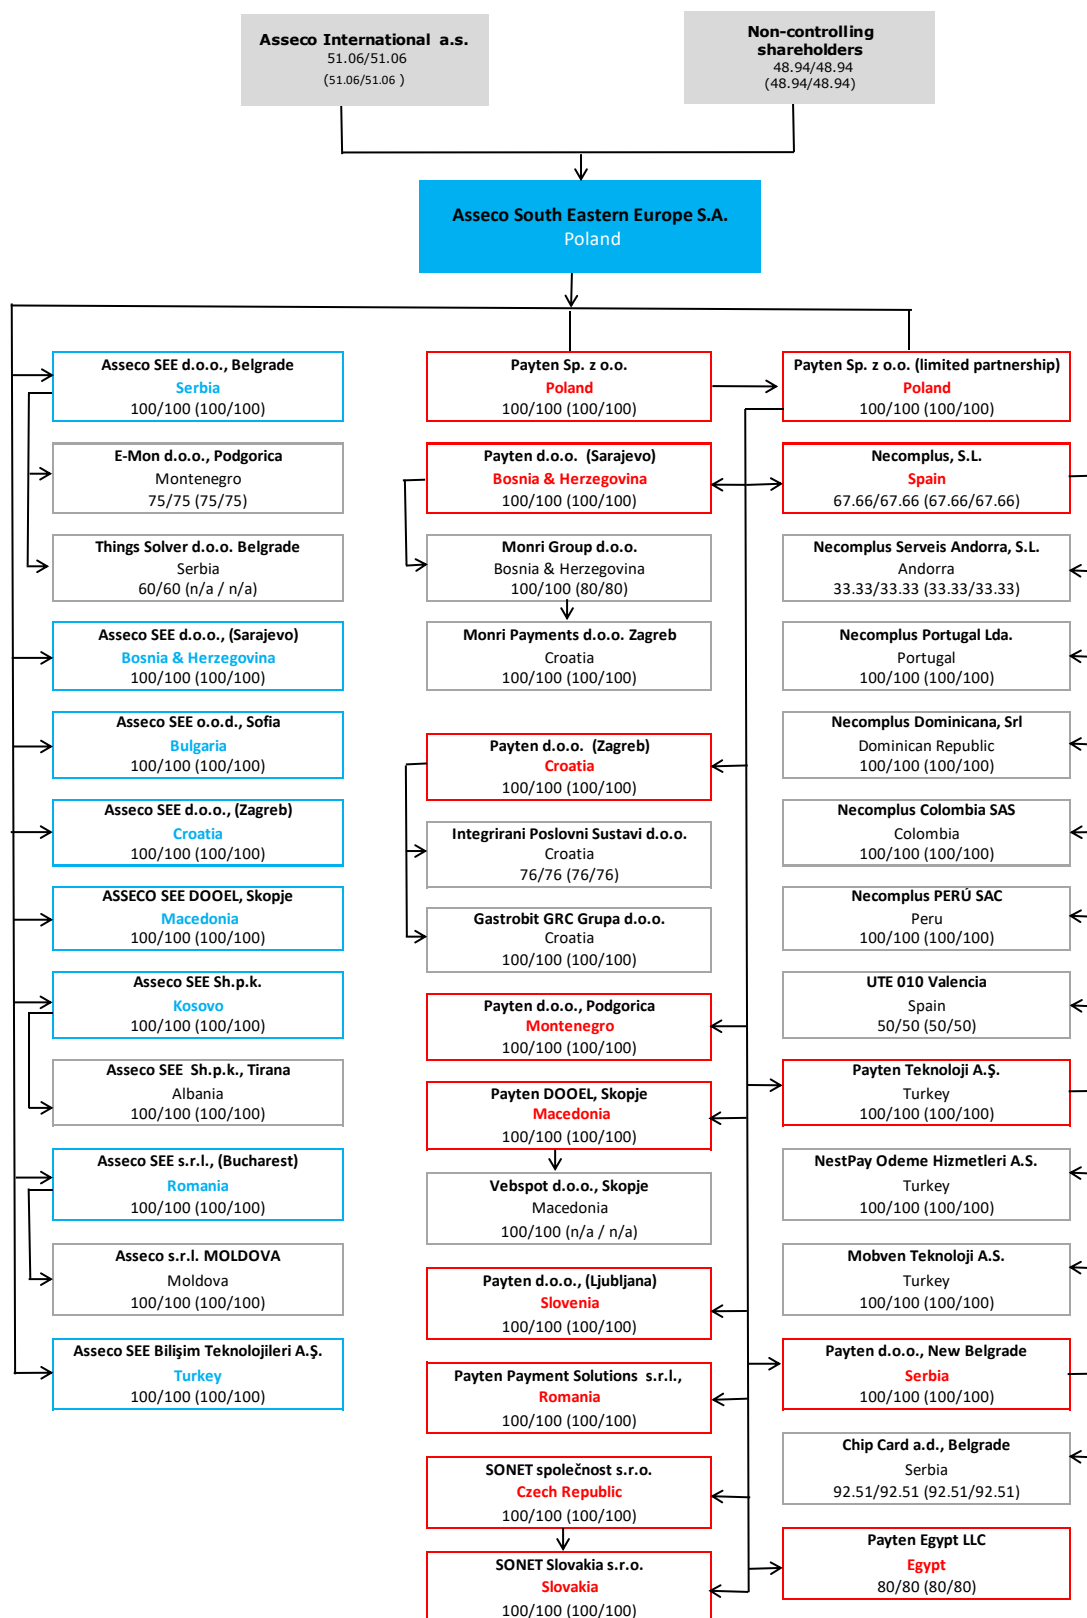 Asseco International a.s.
51.06/51.06
(51.06/51.06 )
Non-controlling
shareholders
48.94/48.94
(48.94/48.94)
Asseco South Eastern Europe S.A.
Poland
Asseco SEE d.o.o., Belgrade
Serbia
100/100 (100/100)
E-Mon d.o.o., Podgorica
Montenegro
75/75 (75/75)
Things Solver d.o.o. Belgrade
Serbia
60/60 (n/a / n/a)
Asseco SEE d.o.o., (Sarajevo)
Bosnia & Herzegovina
100/100 (100/100)
Asseco SEE o.o.d., Sofia
Bulgaria
100/100 (100/100)
Asseco SEE d.o.o., (Zagreb)
Croatia
100/100 (100/100)
ASSECO SEE DOOEL, Skopje
Macedonia
100/100 (100/100)
Asseco SEE Sh.p.k.
Kosovo
100/100 (100/100)
Asseco SEE Sh.p.k., Tirana
Albania
100/100 (100/100)
Asseco SEE s.r.l., (Bucharest)
Romania
100/100 (100/100)
Asseco s.r.l. MOLDOVA
Moldova
100/100 (100/100)
Asseco SEE Bilişim Teknolojileri A.Ş.
Turkey
100/100 (100/100)
Payten Sp. z o.o.
Poland
100/100 (100/100)
Payten d.o.o. (Sarajevo)
Bosnia & Herzegovina
100/100 (100/100)
Monri Group d.o.o.
Bosnia & Herzegovina
100/100 (80/80)
Monri Payments d.o.o. Zagreb
Croatia
100/100 (100/100)
Payten d.o.o. (Zagreb)
Croatia
100/100 (100/100)
Integrirani Poslovni Sustavi d.o.o.
Croatia
76/76 (76/76)
Gastrobit GRC Grupa d.o.o.
Croatia
100/100 (100/100)
Payten d.o.o., Podgorica
Montenegro
100/100 (100/100)
Payten DOOEL, Skopje
Macedonia
100/100 (100/100)
Vebspot d.o.o., Skopje
Macedonia
100/100 (n/a / n/a)
Payten d.o.o., (Ljubljana)
Slovenia
100/100 (100/100)
Payten Payment Solutions s.r.l.,
Romania
100/100 (100/100)
SONET společnost s.r.o.
Czech Republic
100/100 (100/100)
SONET Slovakia s.r.o.
Slovakia
100/100 (100/100)
Payten Sp. z o.o. (limited partnership)
Poland
100/100 (100/100)
Necomplus, S.L.
Spain
67.66/67.66 (67.66/67.66)
Necomplus Serveis Andorra, S.L.
Andorra
33.33/33.33 (33.33/33.33)
Necomplus Portugal Lda.
Portugal
100/100 (100/100)
Necomplus Dominicana, Srl
Dominican Republic
100/100 (100/100)
Necomplus Colombia SAS
Colombia
100/100 (100/100)
Necomplus PERÚ SAC
Peru
100/100 (100/100)
UTE 010 Valencia
Spain
50/50 (50/50)
Payten Teknoloji A.Ş.
Turkey
100/100 (100/100)
NestPay Odeme Hizmetleri A.S.
Turkey
100/100 (100/100)
Mobven Teknoloji A.S.
Turkey
100/100 (100/100)
Payten d.o.o., New Belgrade
Serbia
100/100 (100/100)
Chip Card a.d., Belgrade
Serbia
92.51/92.51 (92.51/92.51)
Payten Egypt LLC
Egypt
80/80 (80/80)